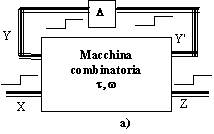 Δ
Y
Y'
Macchina
combinatoria
τ,ω
X
Z
a)